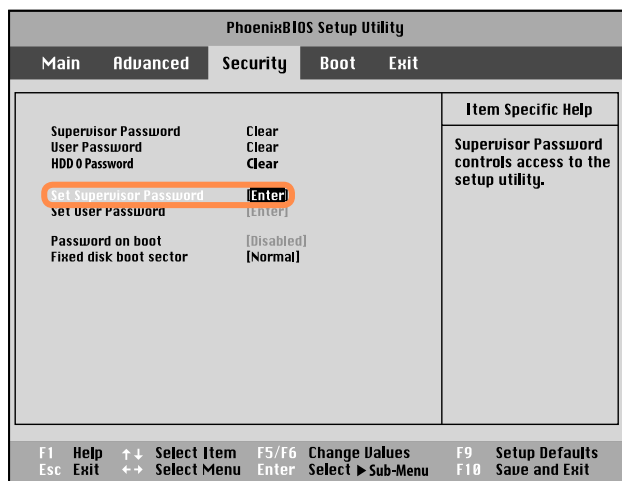 PhoenixBIOS Setup Utility
Main Advanced Security Boot Exit
Item Specific Help
Supervisor Password controls access to the setup utility.
Supervisor Password Clear
User Password Clear
HDD 0 Password Clear
Set Supervisor Password [Enter]
Set User Password [Enter]
Password on boot [Disabled]
Fixed disk boot sector [Normal]
F1 Help ↑↓ Select Item F5/F6 Change Values F9 Setup Defaults
Esc Exit ←→ Select Menu Enter Select ▶ Sub-Menu F10 Save and Exit